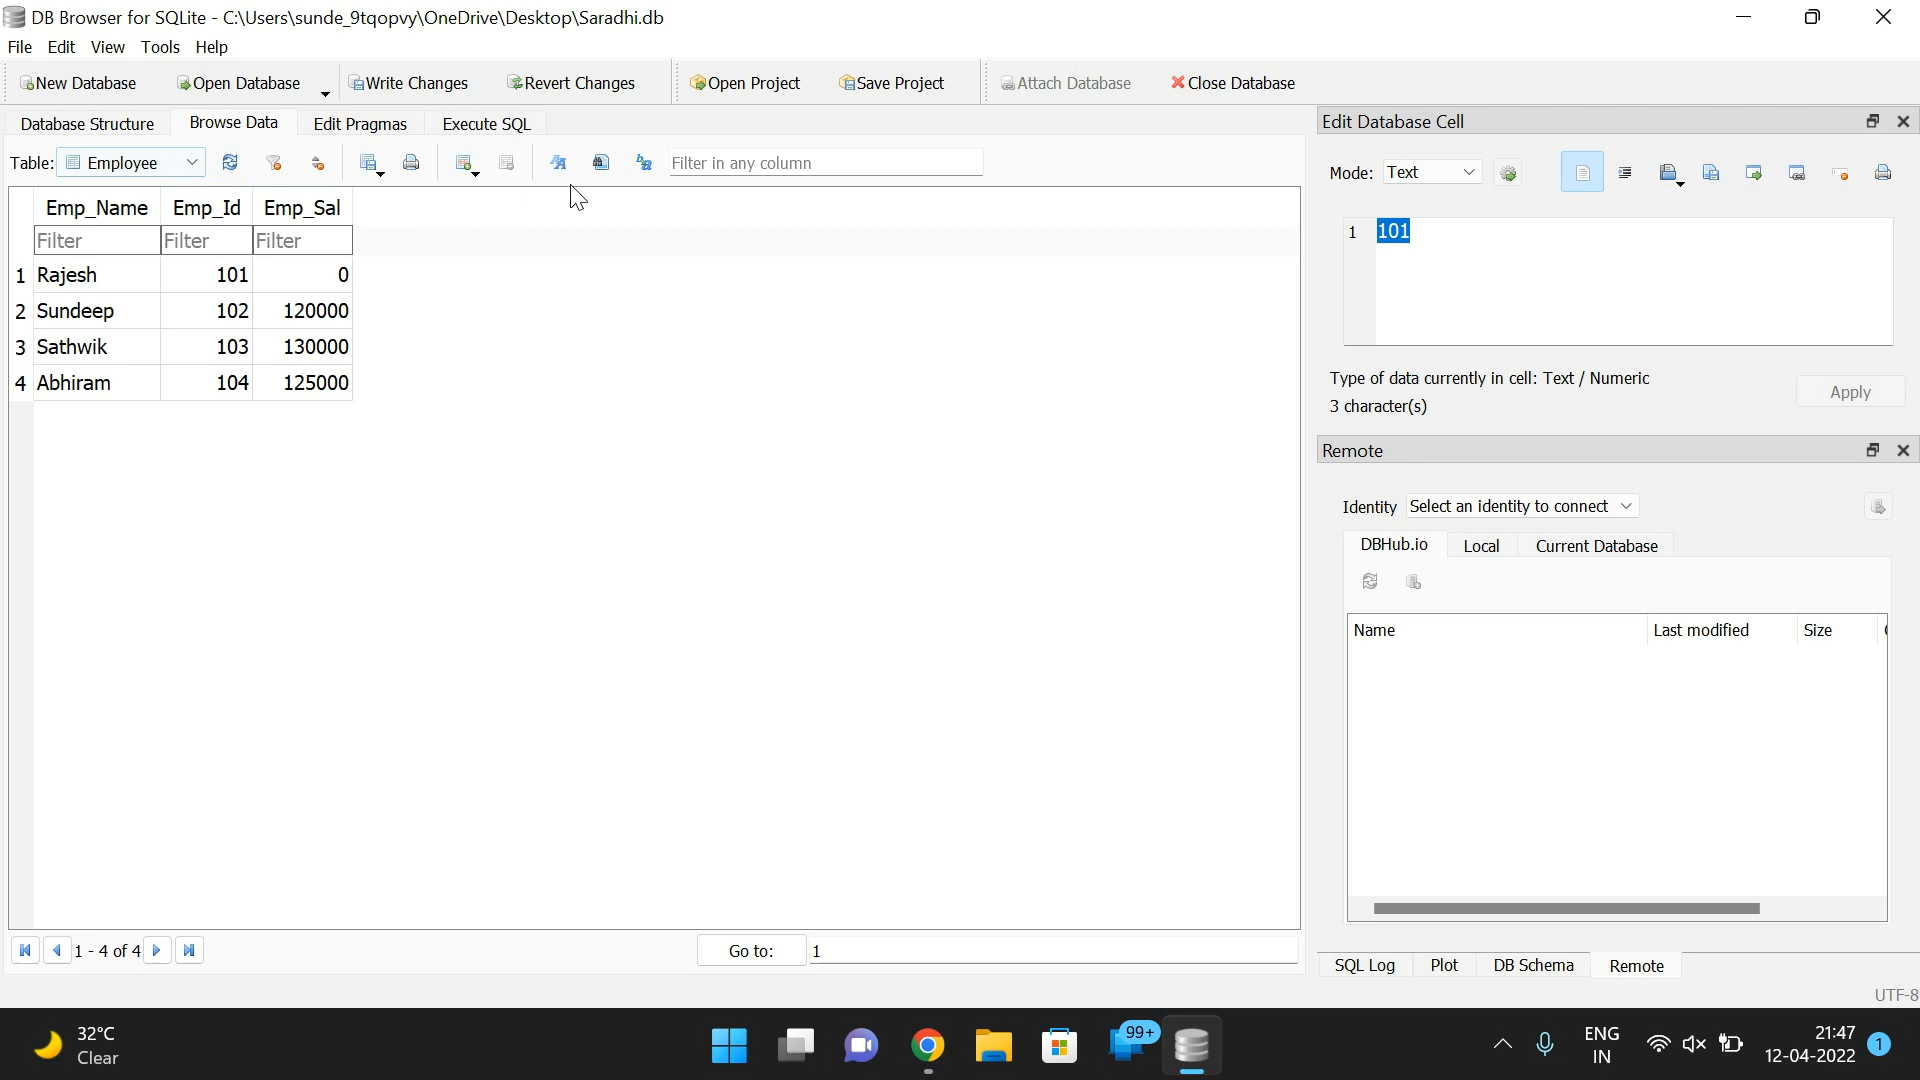 DB Browser for SQLite - C:\Users\sunde_9tqopvy\OneDrive\Desktop\Saradhi.db
File Edit View Tools Help
New Database Open Database Write Changes Revert Changes Open Project Save Project Attach Database Close Database
Database Structure Browse Data Edit Pragmas Execute SQL
Table: Employee Filter in any column
Emp_Name Emp_Id Emp_Sal
Filter Filter Filter
1 Rajesh 101 0
2 Sundeep 102 120000
3 Sathwik 103 130000
4 Abhiram 104 125000
1 - 4 of 4 Go to: 1
Edit Database Cell
Mode: Text
1 101
Type of data currently in cell: Text / Numeric
3 character(s)
Apply
Remote
Identity Select an identity to connect
DBHub.io Local Current Database
Name Last modified Size
SQL Log Plot DB Schema Remote
UTF-8
32°C
Clear
99+
ENG
IN
21:47
12-04-2022
1